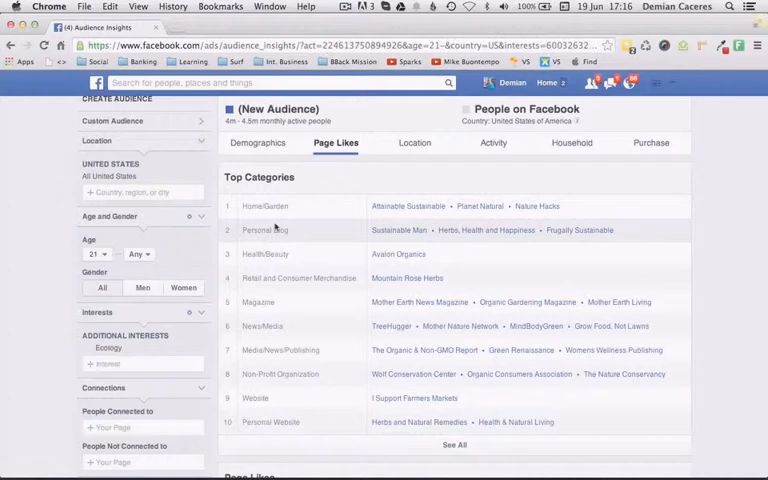 Chrome File Edit View History Bookmarks Window Help 3 100% 19 Jun 17:16 Demian Caceres
(4) Audience Insights
https://www.facebook.com/ads/audience_insights/?act=224613750894926&age=21-&country=US&interests=60032632
Apps Social Banking Learning Surf Int. Business BBack Mission Sparks Mike Buontempo VS VS Find
Search for people, places and things Demian Home 2
CREATE AUDIENCE
Custom Audience
Location
UNITED STATES
All United States
+ Country, region, or city
Age and Gender
Age
21 Any
Gender
All Men Women
Interests
ADDITIONAL INTERESTS
Ecology
+ Interest
Connections
People Connected to
+ Your Page
People Not Connected to
+ Your Page
(New Audience)
4m - 4.5m monthly active people
People on Facebook
Country: United States of America
Demographics Page Likes Location Activity Household Purchase
Top Categories
1 Home/Garden Attainable Sustainable • Planet Natural • Nature Hacks
2 Personal Blog Sustainable Man • Herbs, Health and Happiness • Frugally Sustainable
3 Health/Beauty Avalon Organics
4 Retail and Consumer Merchandise Mountain Rose Herbs
5 Magazine Mother Earth News Magazine • Organic Gardening Magazine • Mother Earth Living
6 News/Media TreeHugger • Mother Nature Network • MindBodyGreen • Grow Food, Not Lawns
7 Media/News/Publishing The Organic & Non-GMO Report • Green Renaissance • Womens Wellness Publishing
8 Non-Profit Organization Wolf Conservation Center • Organic Consumers Association • The Nature Conservancy
9 Website I Support Farmers Markets
10 Personal Website Herbs and Natural Remedies • Health & Natural Living
See All
Page Likes